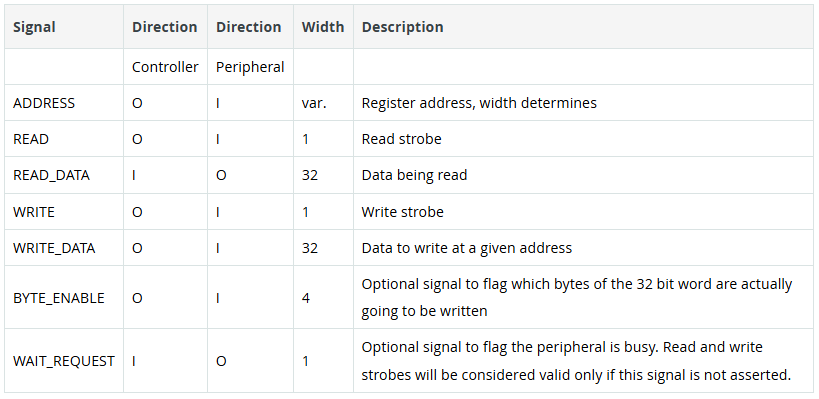 Signal Direction Direction Width Description
Controller Peripheral
ADDRESS O I var. Register address, width determines
READ O I 1 Read strobe
READ_DATA I O 32 Data being read
WRITE O I 1 Write strobe
WRITE_DATA O I 32 Data to write at a given address
BYTE_ENABLE O I 4 Optional signal to flag which bytes of the 32 bit word are actually
going to be written
WAIT_REQUEST I O 1 Optional signal to flag the peripheral is busy. Read and write
strobes will be considered valid only if this signal is not asserted.